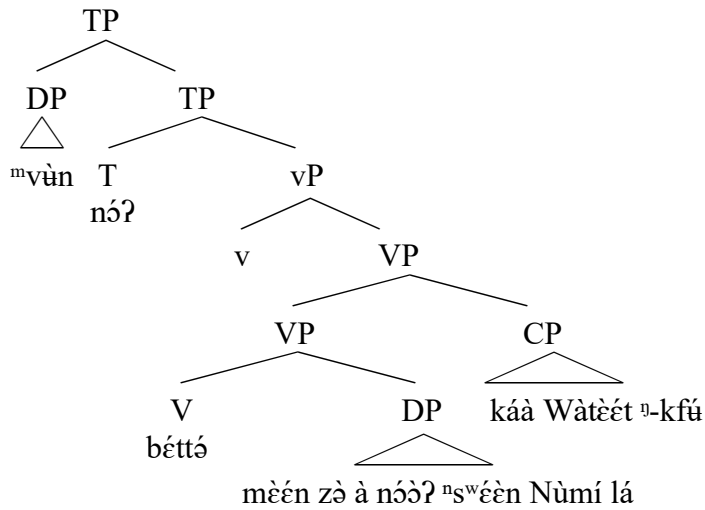 TP
DP TP
ᵐvʉ̀n T vP
nɔ́ʔ
v VP
VP CP
V DP káà Wàtɛ̀ɛ́t ᵑ-kfʉ́
bɛ́ttə́
mɛ̀ɛ́n zə̀ à nɔ́ɔ̀ʔ ⁿsʷɛ́ɛ̀n Nùmí lá